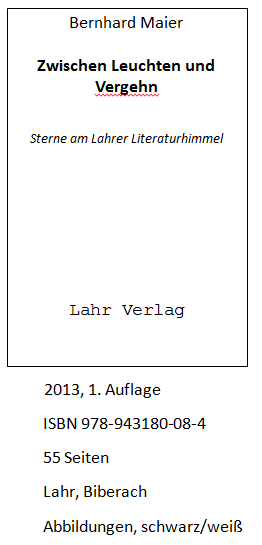 Bernhard Maier
Zwischen Leuchten und
Vergehn
Sterne am Lahrer Literaturhimmel
Lahr Verlag
2013, 1. Auflage
ISBN 978-943180-08-4
55 Seiten
Lahr, Biberach
Abbildungen, schwarz/weiß